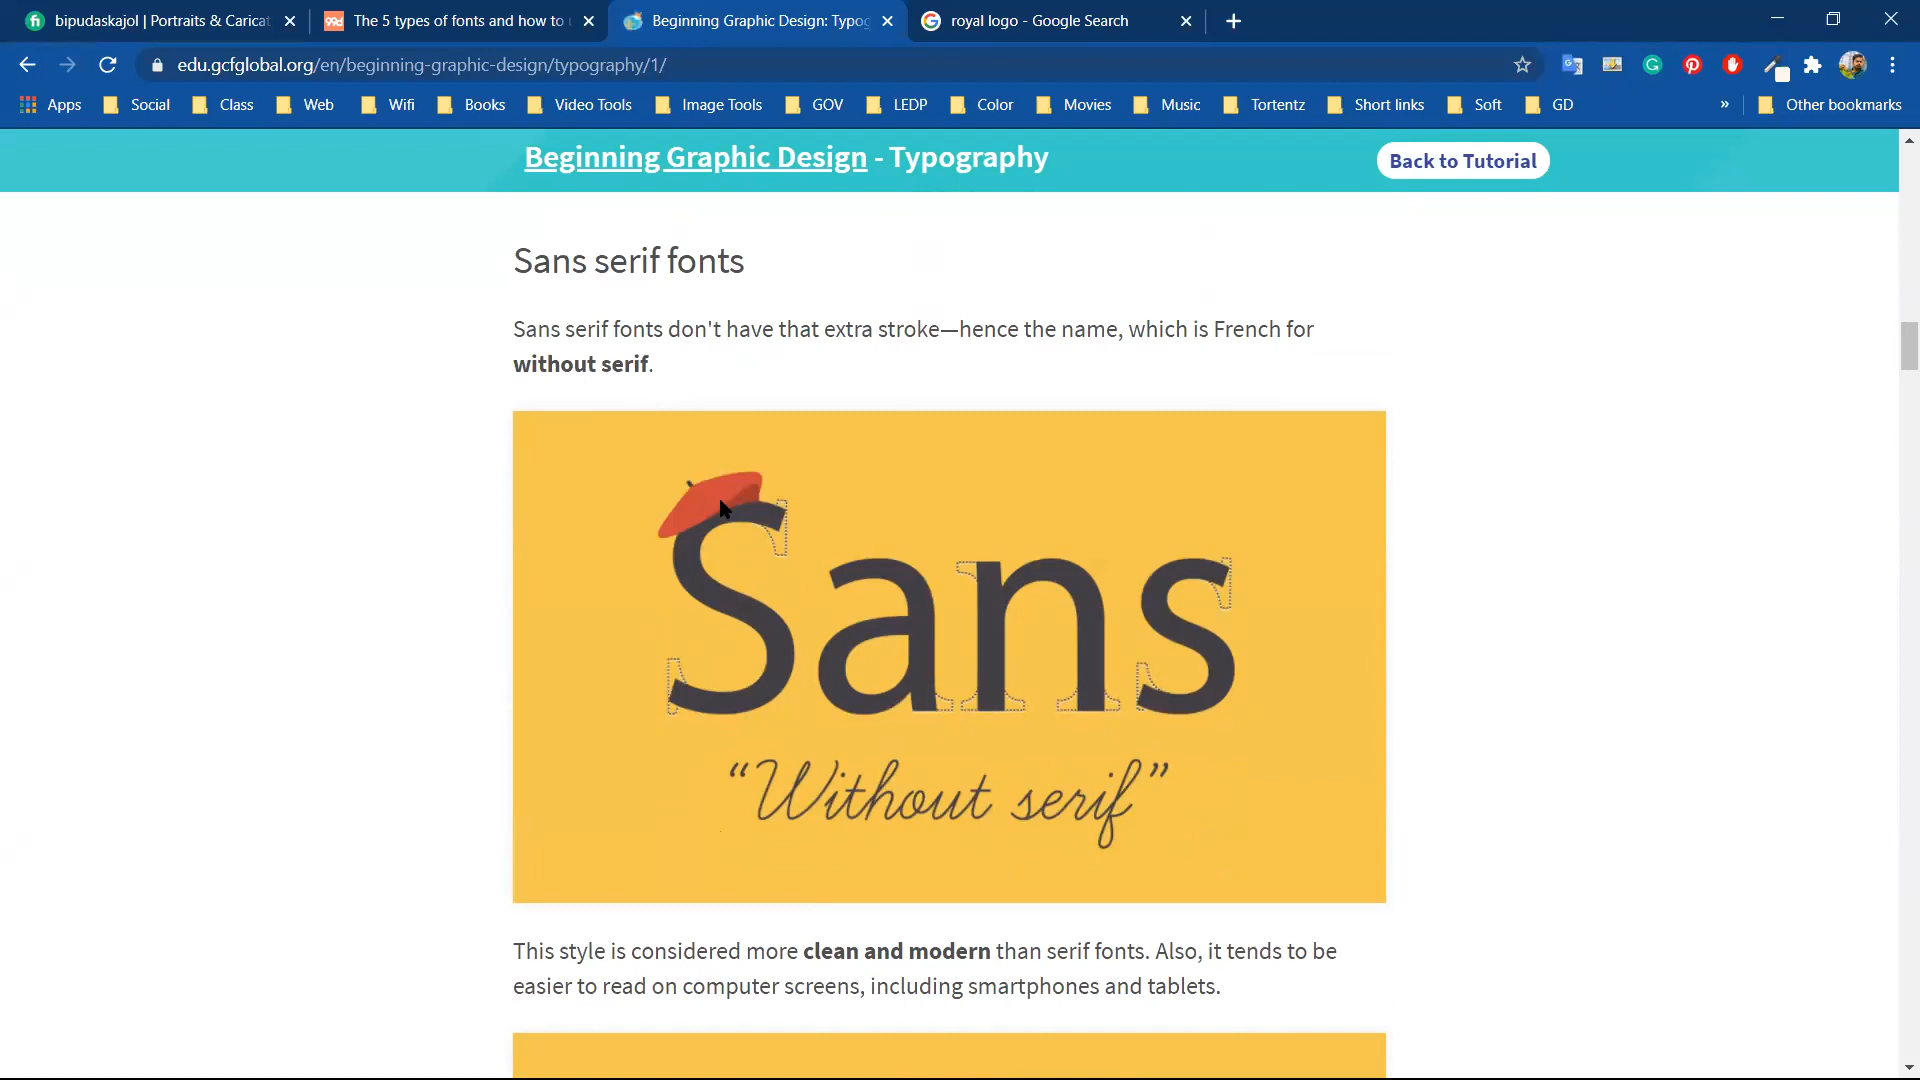 bipudaskajol | Portraits & Caricat
The 5 types of fonts and how to
Beginning Graphic Design: Typog
royal logo - Google Search
edu.gcfglobal.org/en/beginning-graphic-design/typography/1/
Apps Social Class Web Wifi Books Video Tools Image Tools GOV LEDP Color Movies Music Tortentz Short links Soft GD » Other bookmarks
Beginning Graphic Design - Typography
Back to Tutorial
Sans serif fonts
Sans serif fonts don't have that extra stroke—hence the name, which is French for
without serif.
Sans
“Without serif”
This style is considered more clean and modern than serif fonts. Also, it tends to be
easier to read on computer screens, including smartphones and tablets.